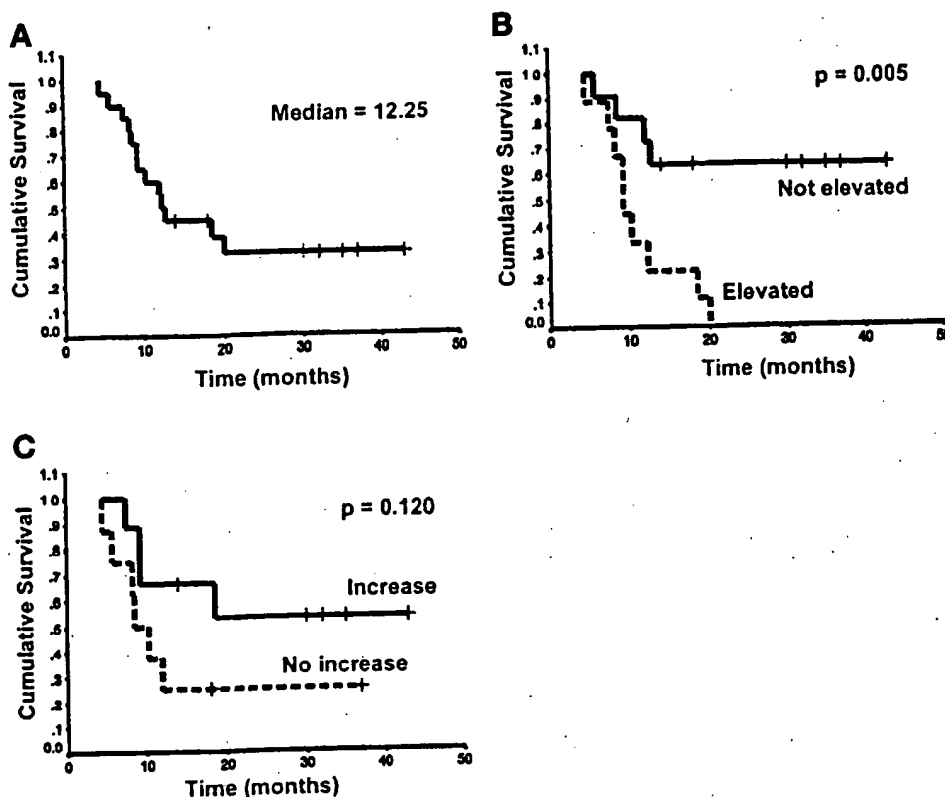 A
Cumulative Survival
1.1
1 0
.9
.8
.7
.6
.5
.4
.3
.2
.1
0.0
Median = 12.25
0 10 20 30 40 50
Time (months)
B
Cumulative Survival
1.1
1 0
.9
.8
.7
.6
.5
.4
.3
.2
.1
0.0
p = 0.005
Not elevated
Elevated
0 10 20 30 40 50
Time (months)
C
Cumulative Survival
1.1
1 0
.9
.8
.7
.6
.5
.4
.3
.2
.1
0.0
p = 0.120
Increase
No increase
0 10 20 30 40 50
Time (months)